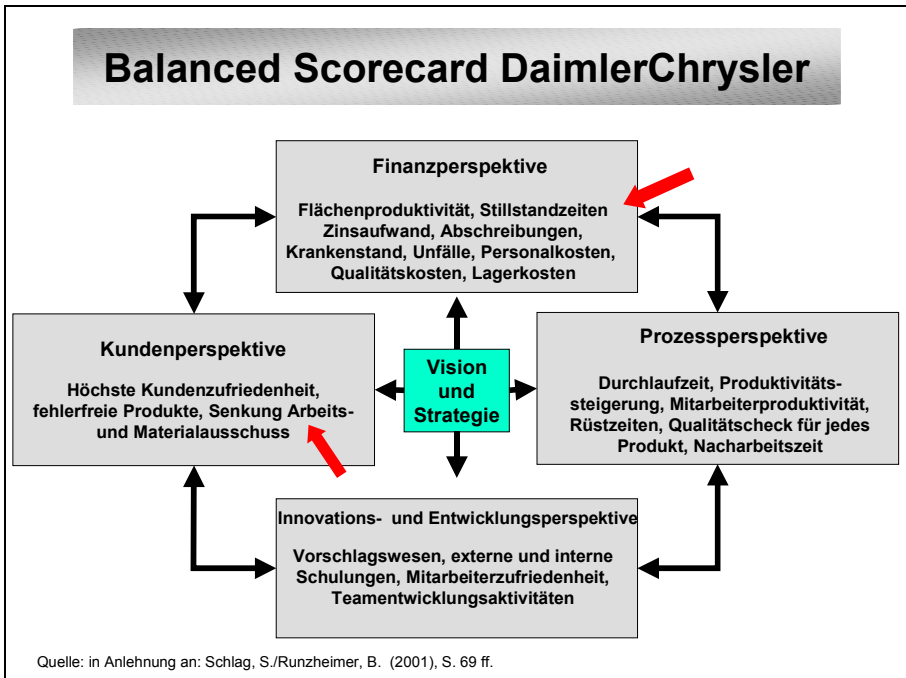 Balanced Scorecard DaimlerChrysler
Finanzperspektive
Flächenproduktivität, Stillstandzeiten
Zinsaufwand, Abschreibungen,
Krankenstand, Unfälle, Personalkosten,
Qualitätskosten, Lagerkosten
Kundenperspektive
Höchste Kundenzufriedenheit,
fehlerfreie Produkte, Senkung Arbeits-
und Materialausschuss
Vision
und
Strategie
Prozessperspektive
Durchlaufzeit, Produktivitäts-
steigerung, Mitarbeiterproduktivität,
Rüstzeiten, Qualitätscheck für jedes
Produkt, Nacharbeitszeit
Innovations- und Entwicklungsperspektive
Vorschlagswesen, externe und interne
Schulungen, Mitarbeiterzufriedenheit,
Teamentwicklungsaktivitäten
Quelle: in Anlehnung an: Schlag, S./Runzheimer, B. (2001), S. 69 ff.